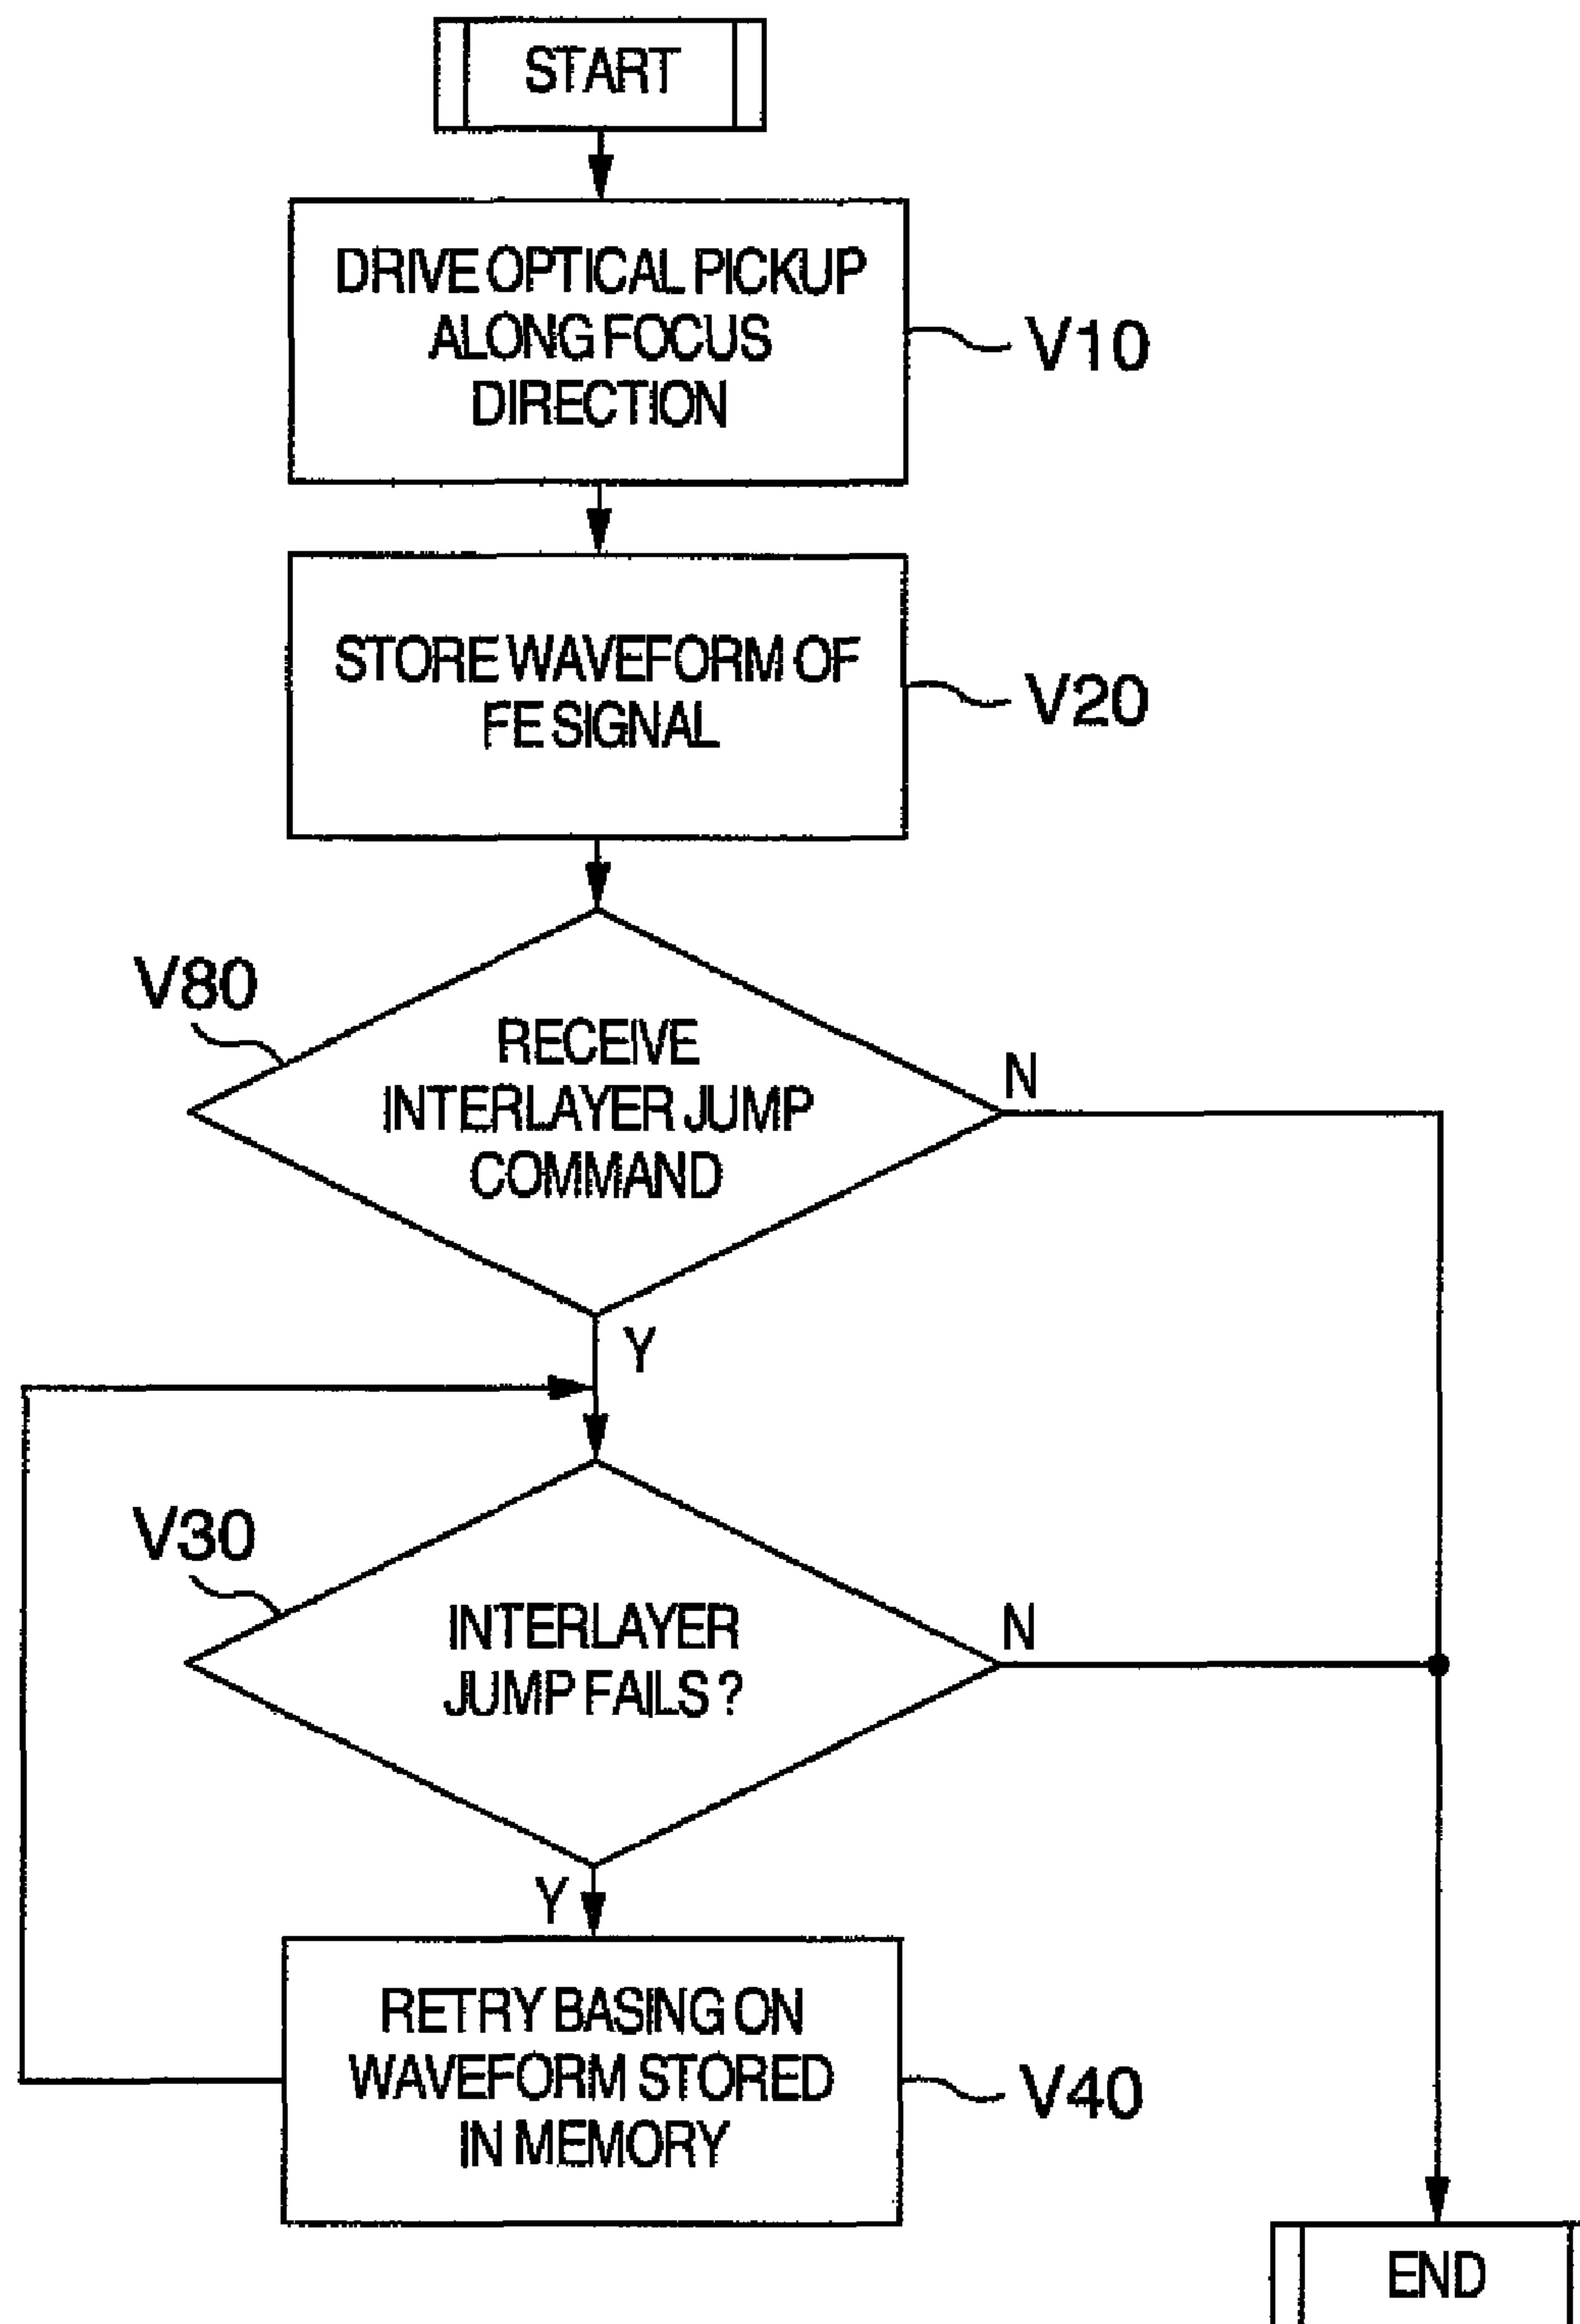 START
DRIVE OPTICAL PICKUP
ALONG FOCUS
DIRECTION
V10
STORE WAVEFORM OF
FE SIGNAL
V20
V80
RECEIVE
INTERLAYER JUMP
COMMAND
N
Y
V30
INTERLAYER
JUMP FAILS ?
N
Y
RETRY BASING ON
WAVEFORM STORED
IN MEMORY
V40
END